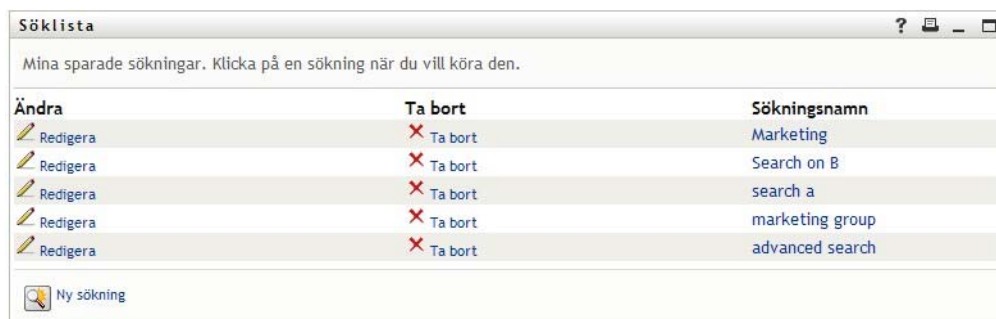 Söklista ?
Mina sparade sökningar. Klicka på en sökning när du vill köra den.
Ändra Ta bort Sökningsnamn
Redigera Ta bort Marketing
Redigera Ta bort Search on B
Redigera Ta bort search a
Redigera Ta bort marketing group
Redigera Ta bort advanced search
Ny sökning